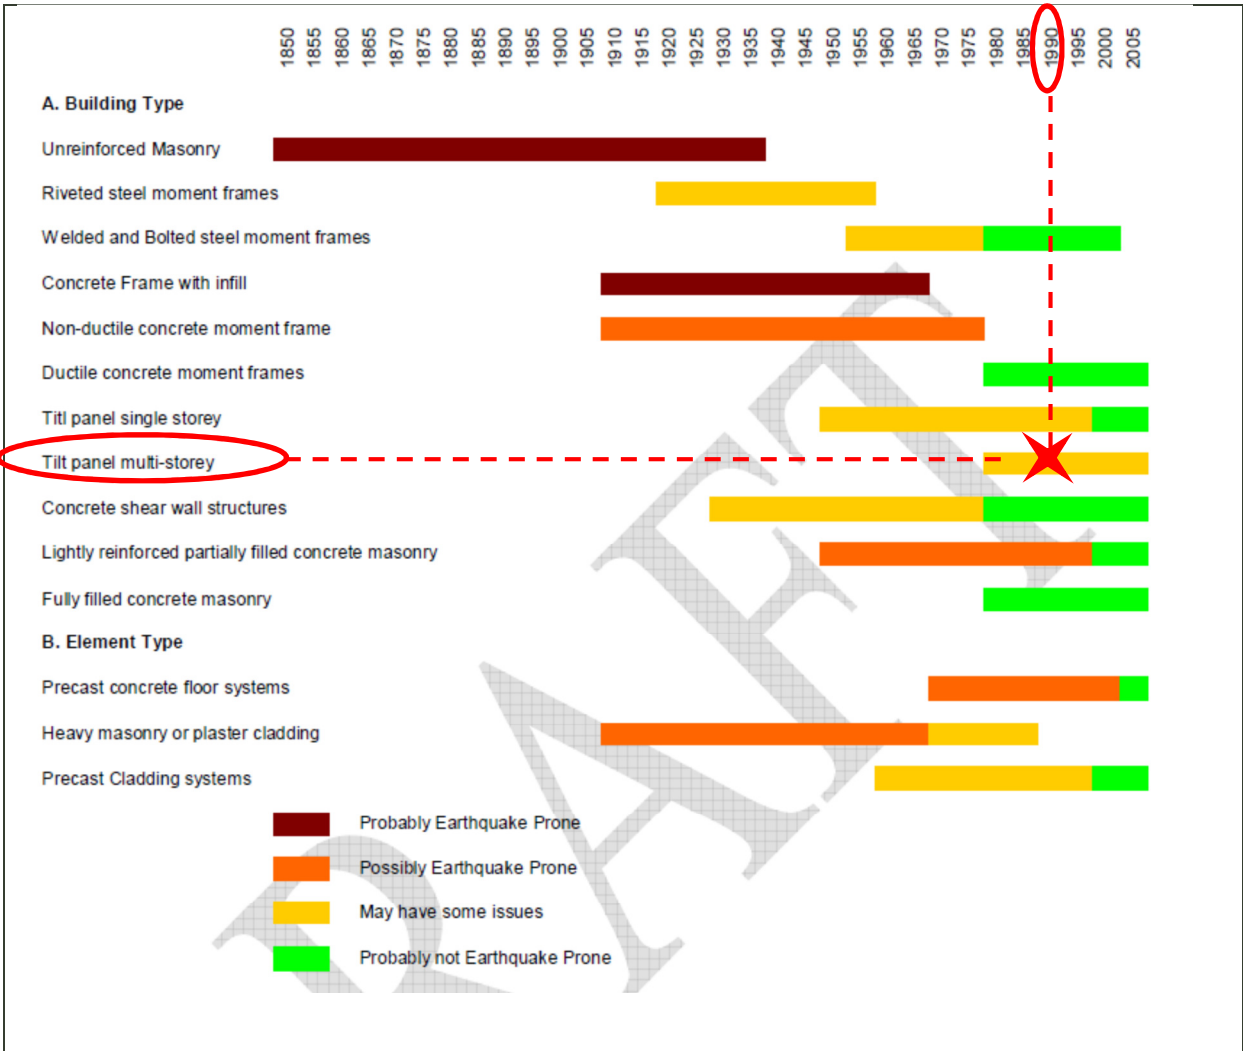 1850 1855 1860 1865 1870 1875 1880 1885 1890 1895 1900 1905 1910 1915 1920 1925 1930 1935 1940 1945 1950 1955 1960 1965 1970 1975 1980 1985 1990 1995 2000 2005
A. Building Type
Unreinforced Masonry
Riveted steel moment frames
Welded and Bolted steel moment frames
Concrete Frame with infill
Non-ductile concrete moment frame
Ductile concrete moment frames
Titl panel single storey
Tilt panel multi-storey
Concrete shear wall structures
Lightly reinforced partially filled concrete masonry
Fully filled concrete masonry
B. Element Type
Precast concrete floor systems
Heavy masonry or plaster cladding
Precast Cladding systems
Probably Earthquake Prone
Possibly Earthquake Prone
May have some issues
Probably not Earthquake Prone
RAFT